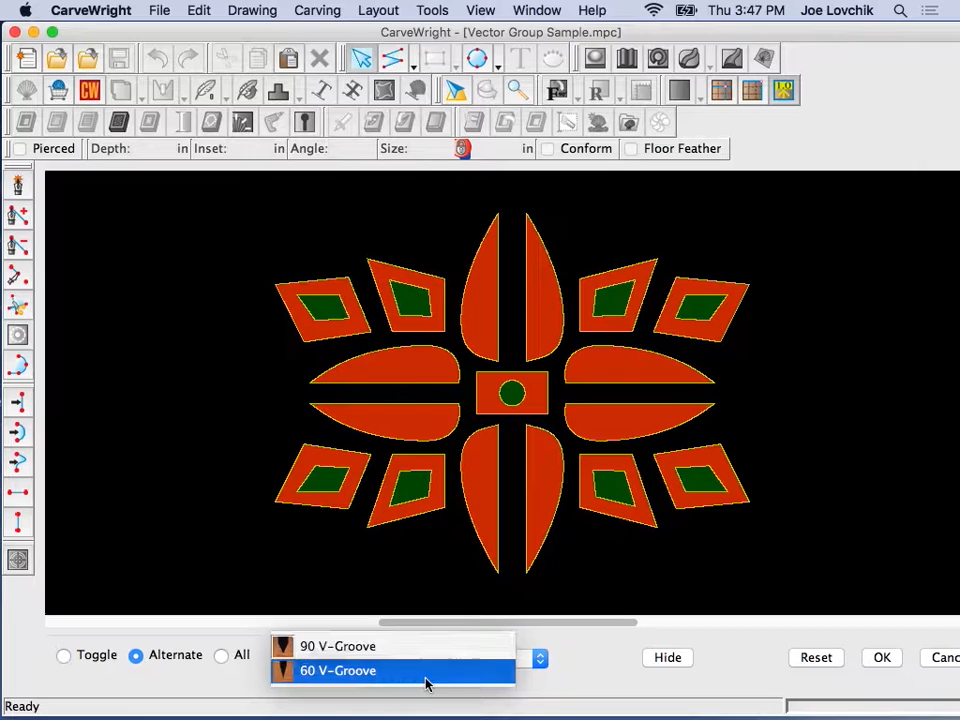 CarveWright File Edit Drawing Carving Layout Tools View Window Help Thu 3:47 PM Joe Lovchik
CarveWright - [Vector Group Sample.mpc]
CW
Pierced Depth: in Inset: in Angle: Size: in Conform Floor Feather
Toggle Alternate All
90 V-Groove
60 V-Groove
Hide Reset OK Canc
Ready